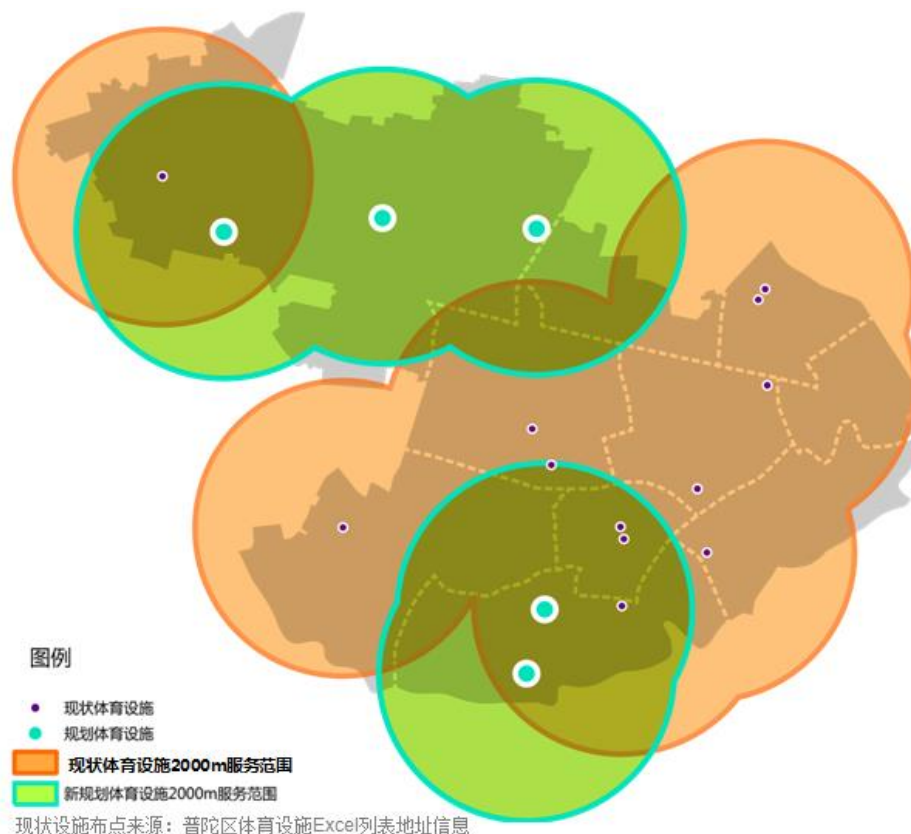 图例
现状体育设施
规划体育设施
现状体育设施2000m服务范围
新规划体育设施2000m服务范围
现状设施布点来源：普陀区体育设施Excel列表地址信息